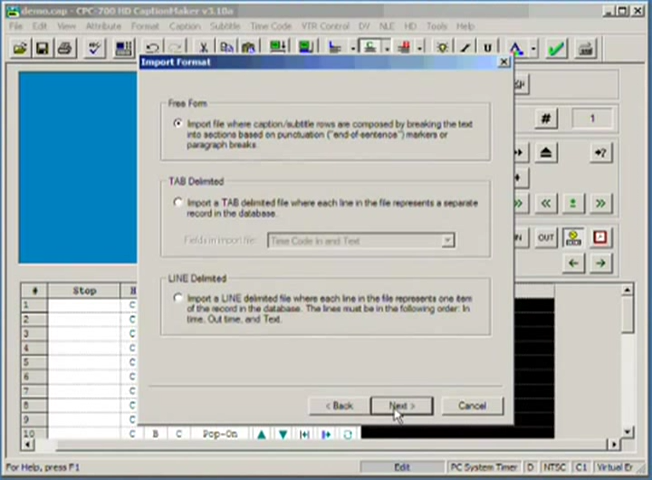 demo.cap - CPC-700 HD CaptionMaker v3.10a
File Edit View Format Caption Subtitle Time Code VTR Control DV NLE HD Tools Help
Import Format
Free Form
Import file where caption/subtitle rows are composed by breaking the text
into sections based on punctuation ("end-of-sentence") markers or
paragraph breaks.
TAB Delimited
Import a TAB delimited file where each line in the file represents a separate
record in the database.
Fields in import file: Time Code In and Text
LINE Delimited
Import a LINE delimited file where each line in the file represents one item
of the record in the database. The lines must be in the following order: In
time, Out time, and Text.
< Back Next > Cancel
# 1
OUT
# Stop
1 C
2 C
3 C
4 C
5 C
6 C
7 C
8 C
9 C
10 C B C Pop-On
For Help, press F1 Edit PC System Timer D NTSC C1 Virtual E